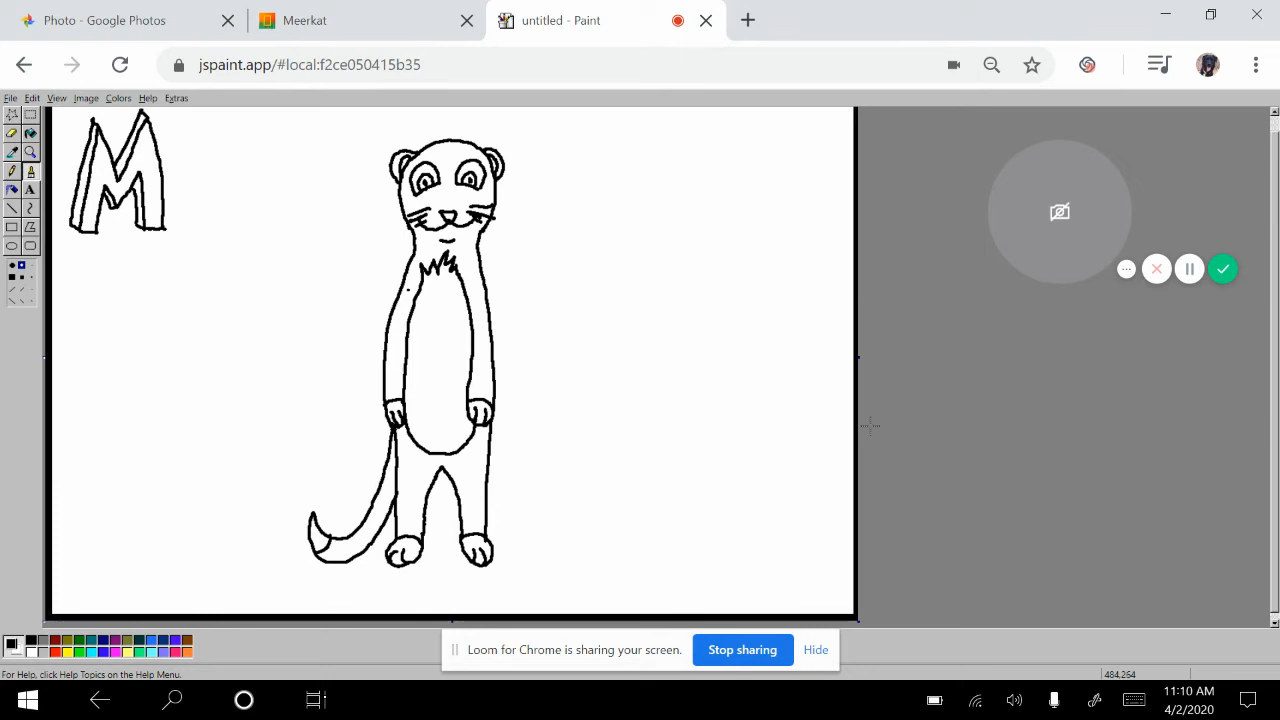 Photo - Google Photos
Meerkat
untitled - Paint
jspaint.app/#local:f2ce050415b35
File Edit View Image Colors Help Extras
M
A
Loom for Chrome is sharing your screen.
Stop sharing
Hide
For Help, click Help Topics on the Help Menu.
484,264
11:10 AM
4/2/2020